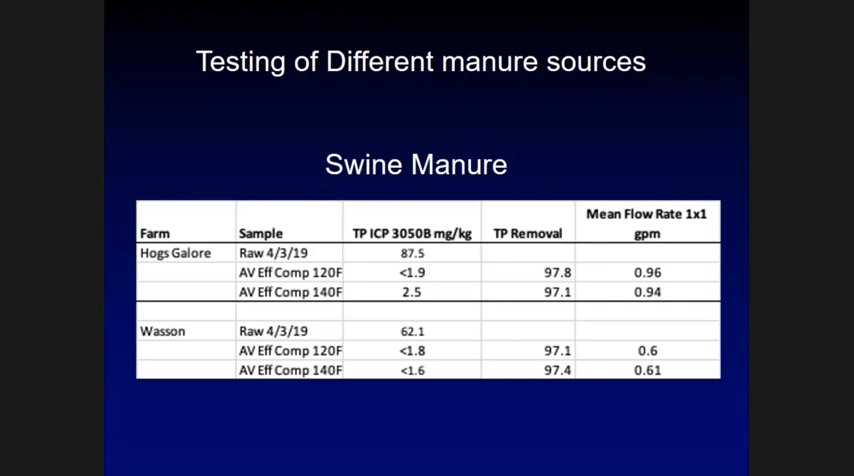 Testing of Different manure sources
Swine Manure
Mean Flow Rate 1x1
Farm Sample TP ICP 3050B mg/kg TP Removal gpm
Hogs Galore Raw 4/3/19 87.5
AV Eff Comp 120F <1.9 97.8 0.96
AV Eff Comp 140F 2.5 97.1 0.94
Wasson Raw 4/3/19 62.1
AV Eff Comp 120F <1.8 97.1 0.6
AV Eff Comp 140F <1.6 97.4 0.61